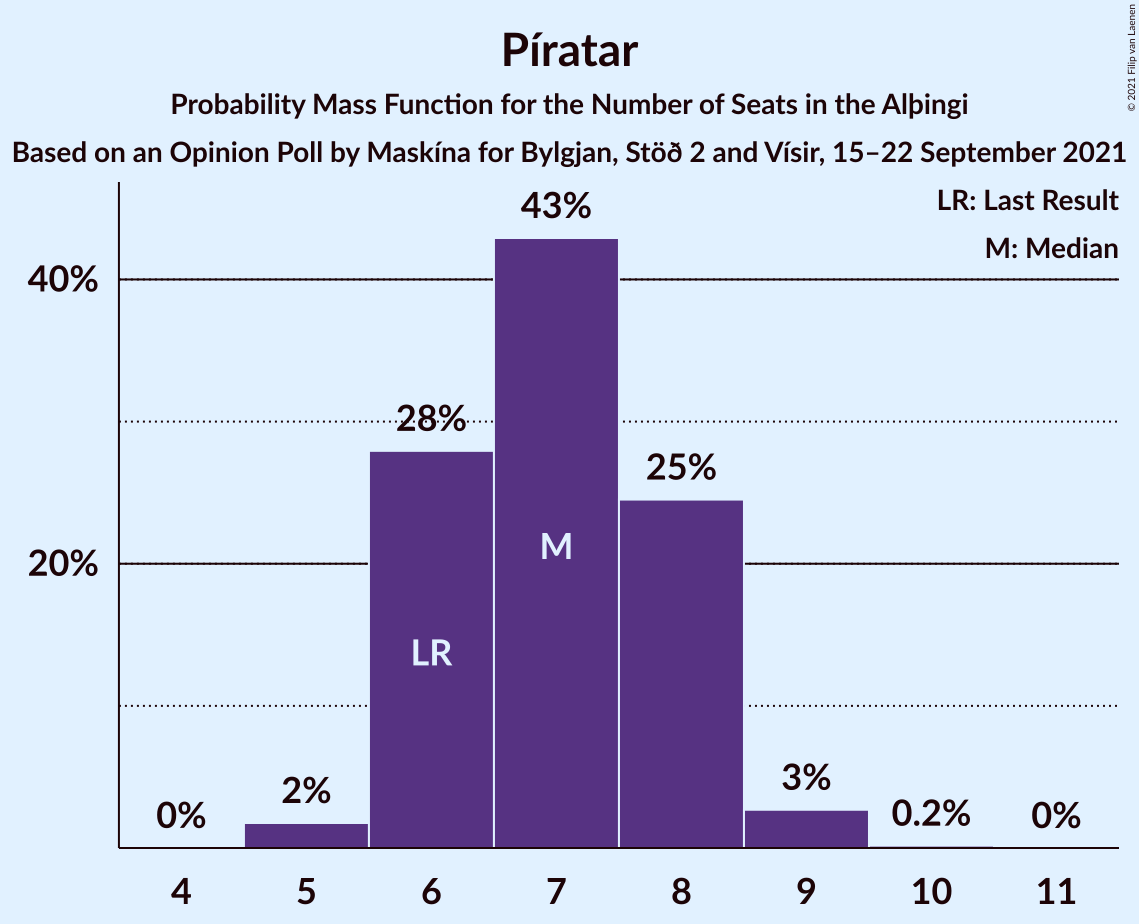 Píratar
Probability Mass Function for the Number of Seats in the Alþingi
Based on an Opinion Poll by Maskína for Bylgjan, Stöð 2 and Vísir, 15–22 September 2021
© 2021 Filip van Laenen
LR: Last Result
M: Median
40%
20%
0%
2%
28%
43%
25%
3%
0.2%
0%
LR
M
4 5 6 7 8 9 10 11